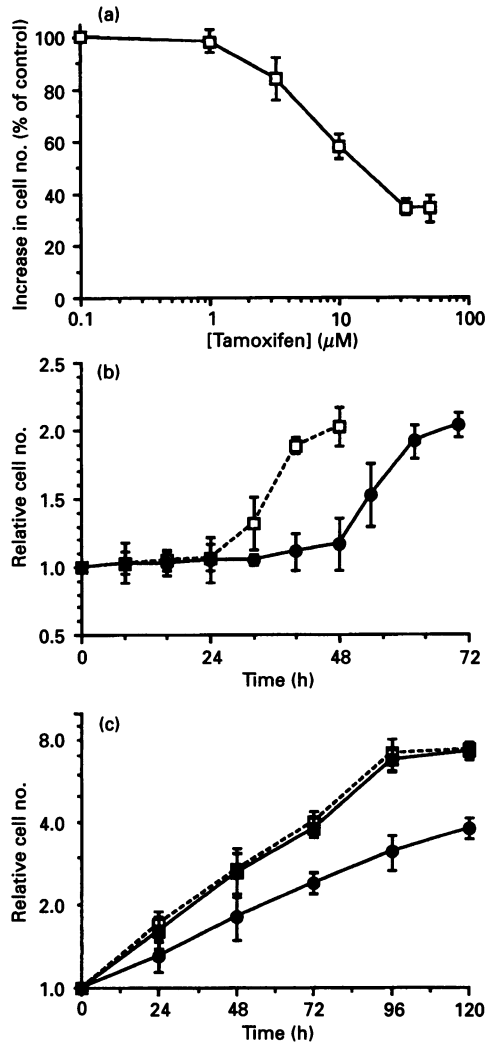 (a)
Increase in cell no. (% of control)
100
80
60
40
20
0
0.1 1 10 100
[Tamoxifen] (μM)
(b)
Relative cell no.
2.5
2.0
1.5
1.0
0.5
0 24 48 72
Time (h)
(c)
Relative cell no.
8.0
4.0
2.0
1.0
0 24 48 72 96 120
Time (h)